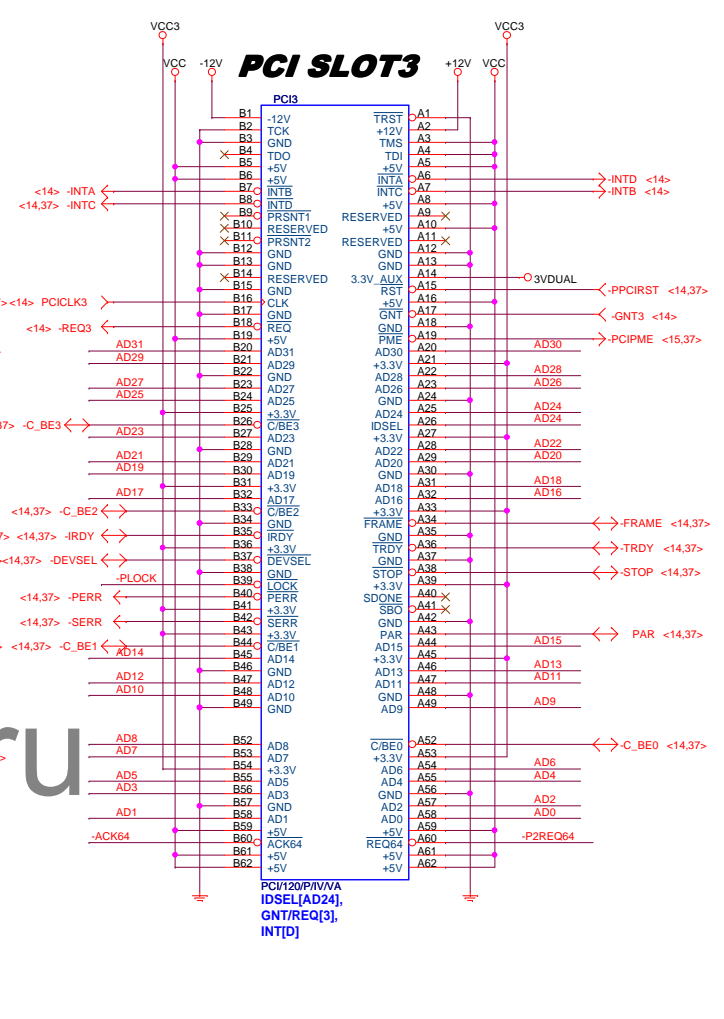 VCC3
VCC3
VCC
-12V
PCI SLOT3
+12V
VCC
PCI3
B1 -12V TRST A1
B2 TCK +12V A2
B3 GND TMS A3
B4 TDO TDI A4
B5 +5V +5V A5
B6 +5V INTA A6 -INTD <14>
<14> -INTA B7 INTB INTC A7 -INTB <14>
<14,37> -INTC B8 INTD +5V A8
B9 PRSNT1 RESERVED A9
B10 RESERVED +5V A10
B11 PRSNT2 RESERVED A11
B12 GND GND A12
B13 GND GND A13
B14 RESERVED 3.3V_AUX A14 3VDUAL
B15 GND RST A15 -PPCIRST <14,37>
7><14> PCICLK3 B16 CLK +5V A16
B17 GND GNT A17 -GNT3 <14>
<14> -REQ3 B18 REQ GND A18
B19 +5V PME A19 -PCIPME <15,37>
AD31 B20 AD31 AD30 A20 AD30
AD29 B21 AD29 +3.3V A21
B22 GND AD28 A22 AD28
AD27 B23 AD27 AD26 A23 AD26
AD25 B24 AD25 GND A24
B25 +3.3V AD24 A25 AD24
37> -C_BE3 B26 C/BE3 IDSEL A26 AD24
AD23 B27 AD23 +3.3V A27
B28 GND AD22 A28 AD22
AD21 B29 AD21 AD20 A29 AD20
AD19 B30 AD19 GND A30
B31 +3.3V AD18 A31 AD18
AD17 B32 AD17 AD16 A32 AD16
<14,37> -C_BE2 B33 C/BE2 +3.3V A33
B34 GND FRAME A34 -FRAME <14,37>
7> <14,37> -IRDY B35 IRDY GND A35
B36 +3.3V TRDY A36 -TRDY <14,37>
<14,37> -DEVSEL B37 DEVSEL GND A37
B38 GND STOP A38 -STOP <14,37>
-PLOCK B39 LOCK +3.3V A39
<14,37> -PERR B40 PERR SDONE A40
B41 +3.3V SBO A41
<14,37> -SERR B42 SERR GND A42
B43 +3.3V PAR A43 PAR <14,37>
> <14,37> -C_BE1 B44 C/BE1 AD15 A44 AD15
AD14 B45 AD14 +3.3V A45
B46 GND AD13 A46 AD13
AD12 B47 AD12 AD11 A47 AD11
AD10 B48 AD10 GND A48
B49 GND AD9 A49 AD9
ru
AD8 B52 AD8 C/BE0 A52 -C_BE0 <14,37>
AD7 B53 AD7 +3.3V A53
> B54 +3.3V AD6 A54 AD6
AD5 B55 AD5 AD4 A55 AD4
AD3 B56 AD3 GND A56
B57 GND AD2 A57 AD2
AD1 B58 AD1 AD0 A58 AD0
B59 +5V +5V A59
-ACK64 B60 ACK64 REQ64 A60 -P2REQ64
B61 +5V +5V A61
B62 +5V +5V A62
PCI/120/P/IV/VA
IDSEL[AD24],
GNT/REQ[3],
INT[D]